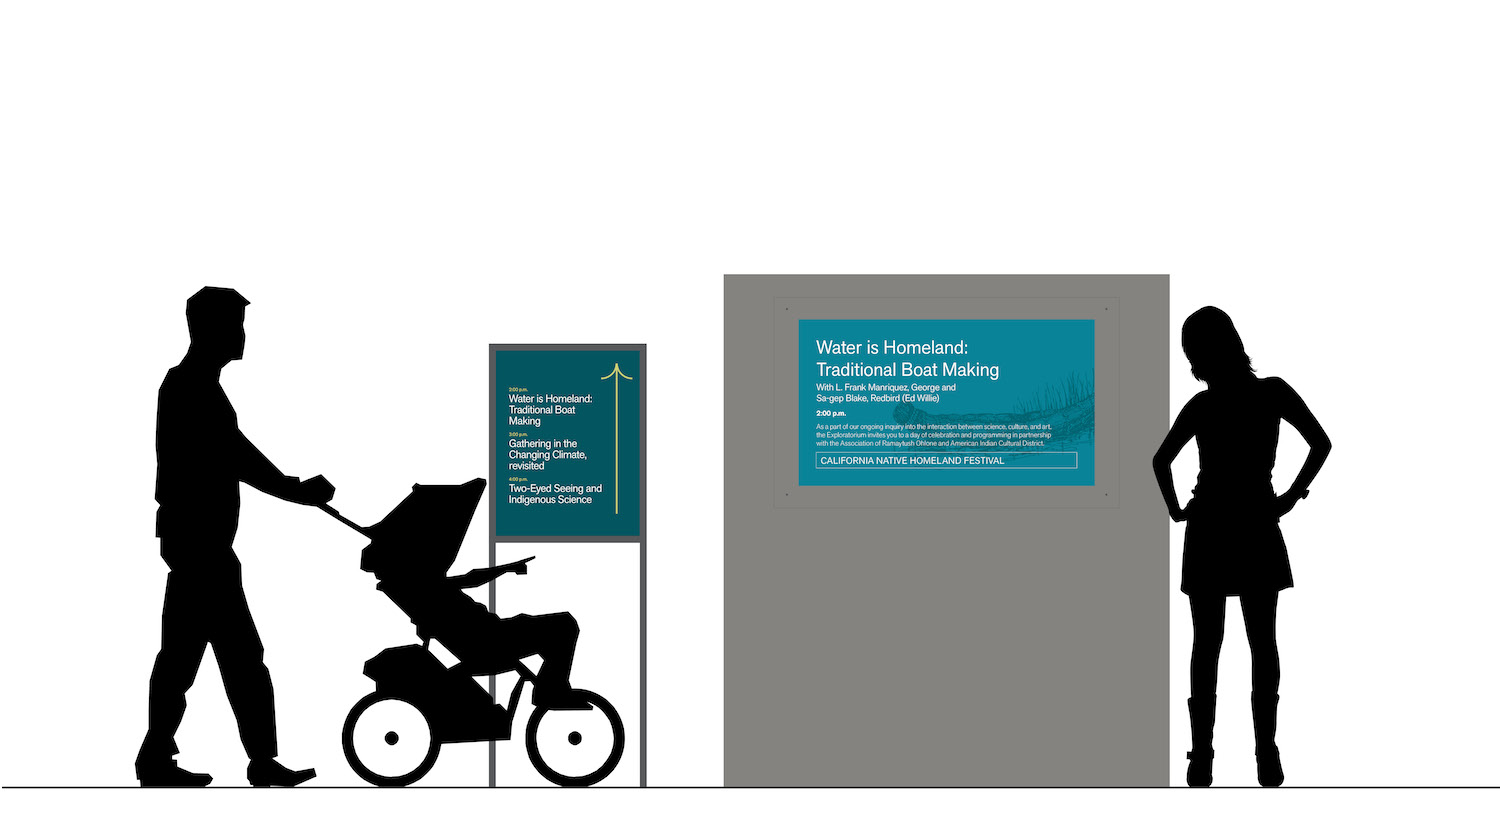 2:00 p.m.
Water is Homeland:
Traditional Boat
Making
3:00 p.m.
Gathering in the
Changing Climate,
revisited
4:00 p.m.
Two-Eyed Seeing and
Indigenous Science
Water is Homeland:
Traditional Boat Making
With L. Frank Manriquez, George and
Sa-gep Blake, Redbird (Ed Willie)
2:00 p.m.
As a part of our ongoing inquiry into the interaction between science, culture, and art,
the Exploratorium invites you to a day of celebration and programming in partnership
with the Association of Ramaytush Ohlone and American Indian Cultural District.
CALIFORNIA NATIVE HOMELAND FESTIVAL